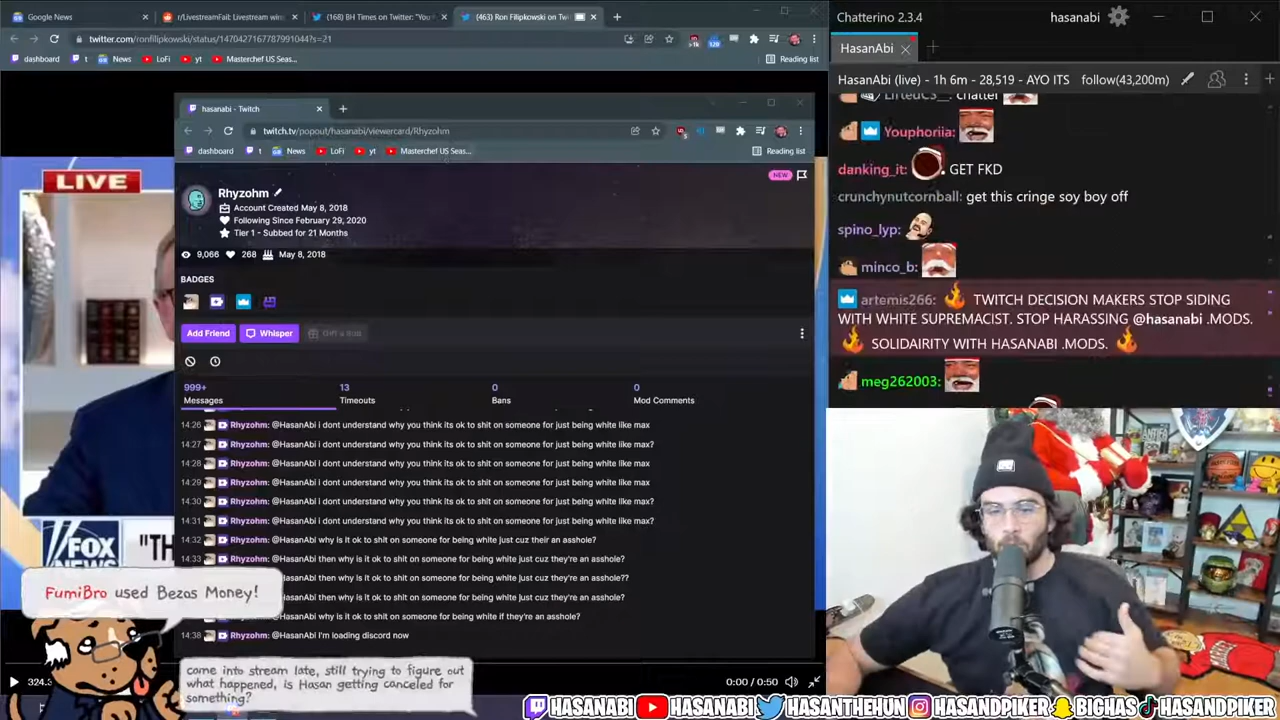 Google News
r/LivestreamFail: Livestream win
(168) BH Times on Twitter: "You
(463) Ron Filipkowski on Tw
twitter.com/ronfilipkowski/status/1470427167787991044?s=21
dashboard
t
News
LoFi
yt
Masterchef US Seas...
Reading list
hasanabi - Twitch
twitch.tv/popout/hasanabi/viewercard/Rhyzohm
dashboard
t
News
LoFi
yt
Masterchef US Seas...
Reading list
LIVE
NEW
Rhyzohm
Account Created May 8, 2018
Following Since February 29, 2020
Tier 1 - Subbed for 21 Months
9,066 268 May 8, 2018
BADGES
Add Friend
Whisper
Gift a Sub
999+ 13 0 0
Messages Timeouts Bans Mod Comments
14:26 Rhyzohm: @HasanAbi i dont understand why you think its ok to shit on someone for just being white like max
14:27 Rhyzohm: @HasanAbi i dont understand why you think its ok to shit on someone for just being white like max?
14:28 Rhyzohm: @HasanAbi i dont understand why you think its ok to shit on someone for just being white like max
14:29 Rhyzohm: @HasanAbi i dont understand why you think its ok to shit on someone for just being white like max
14:30 Rhyzohm: @HasanAbi i dont understand why you think its ok to shit on someone for just being white like max?
14:31 Rhyzohm: @HasanAbi i dont understand why you think its ok to shit on someone for just being white like max?
14:32 Rhyzohm: @HasanAbi why is it ok to shit on someone for being white just cuz their an asshole?
14:33 Rhyzohm: @HasanAbi then why is it ok to shit on someone for being white just cuz they're an asshole?
@HasanAbi then why is it ok to shit on someone for being white just cuz they're an asshole??
@HasanAbi then why is it ok to shit on someone for being white just cuz they're an asshole?
@HasanAbi why is it ok to shit on someone for being white if they're an asshole?
14:38 Rhyzohm: @HasanAbi I'm loading discord now
FOX
NEWS
"TH
FumiBro used Bezas Money!
came into stream late, still trying to figure out
what happened, is Hasan getting canceled for
something?
324.
0:00 / 0:50
Chatterino 2.3.4
hasanabi
HasanAbi
HasanAbi (live) - 1h 6m - 28,519 - AYO ITS
follow(43,200m)
LiftedCS__: chatter
Youphoriia:
danking_it: GET FKD
crunchynutcornball: get this cringe soy boy off
spino_lyp:
minco_b:
artemis266: TWITCH DECISION MAKERS STOP SIDING
WITH WHITE SUPREMACIST. STOP HARASSING @hasanabi .MODS.
SOLIDAIRITY WITH HASANABI .MODS.
meg262003:
HASANABI HASANABI HASANTHEHUN HASANDPIKER BIGHAS HASANDPIKER